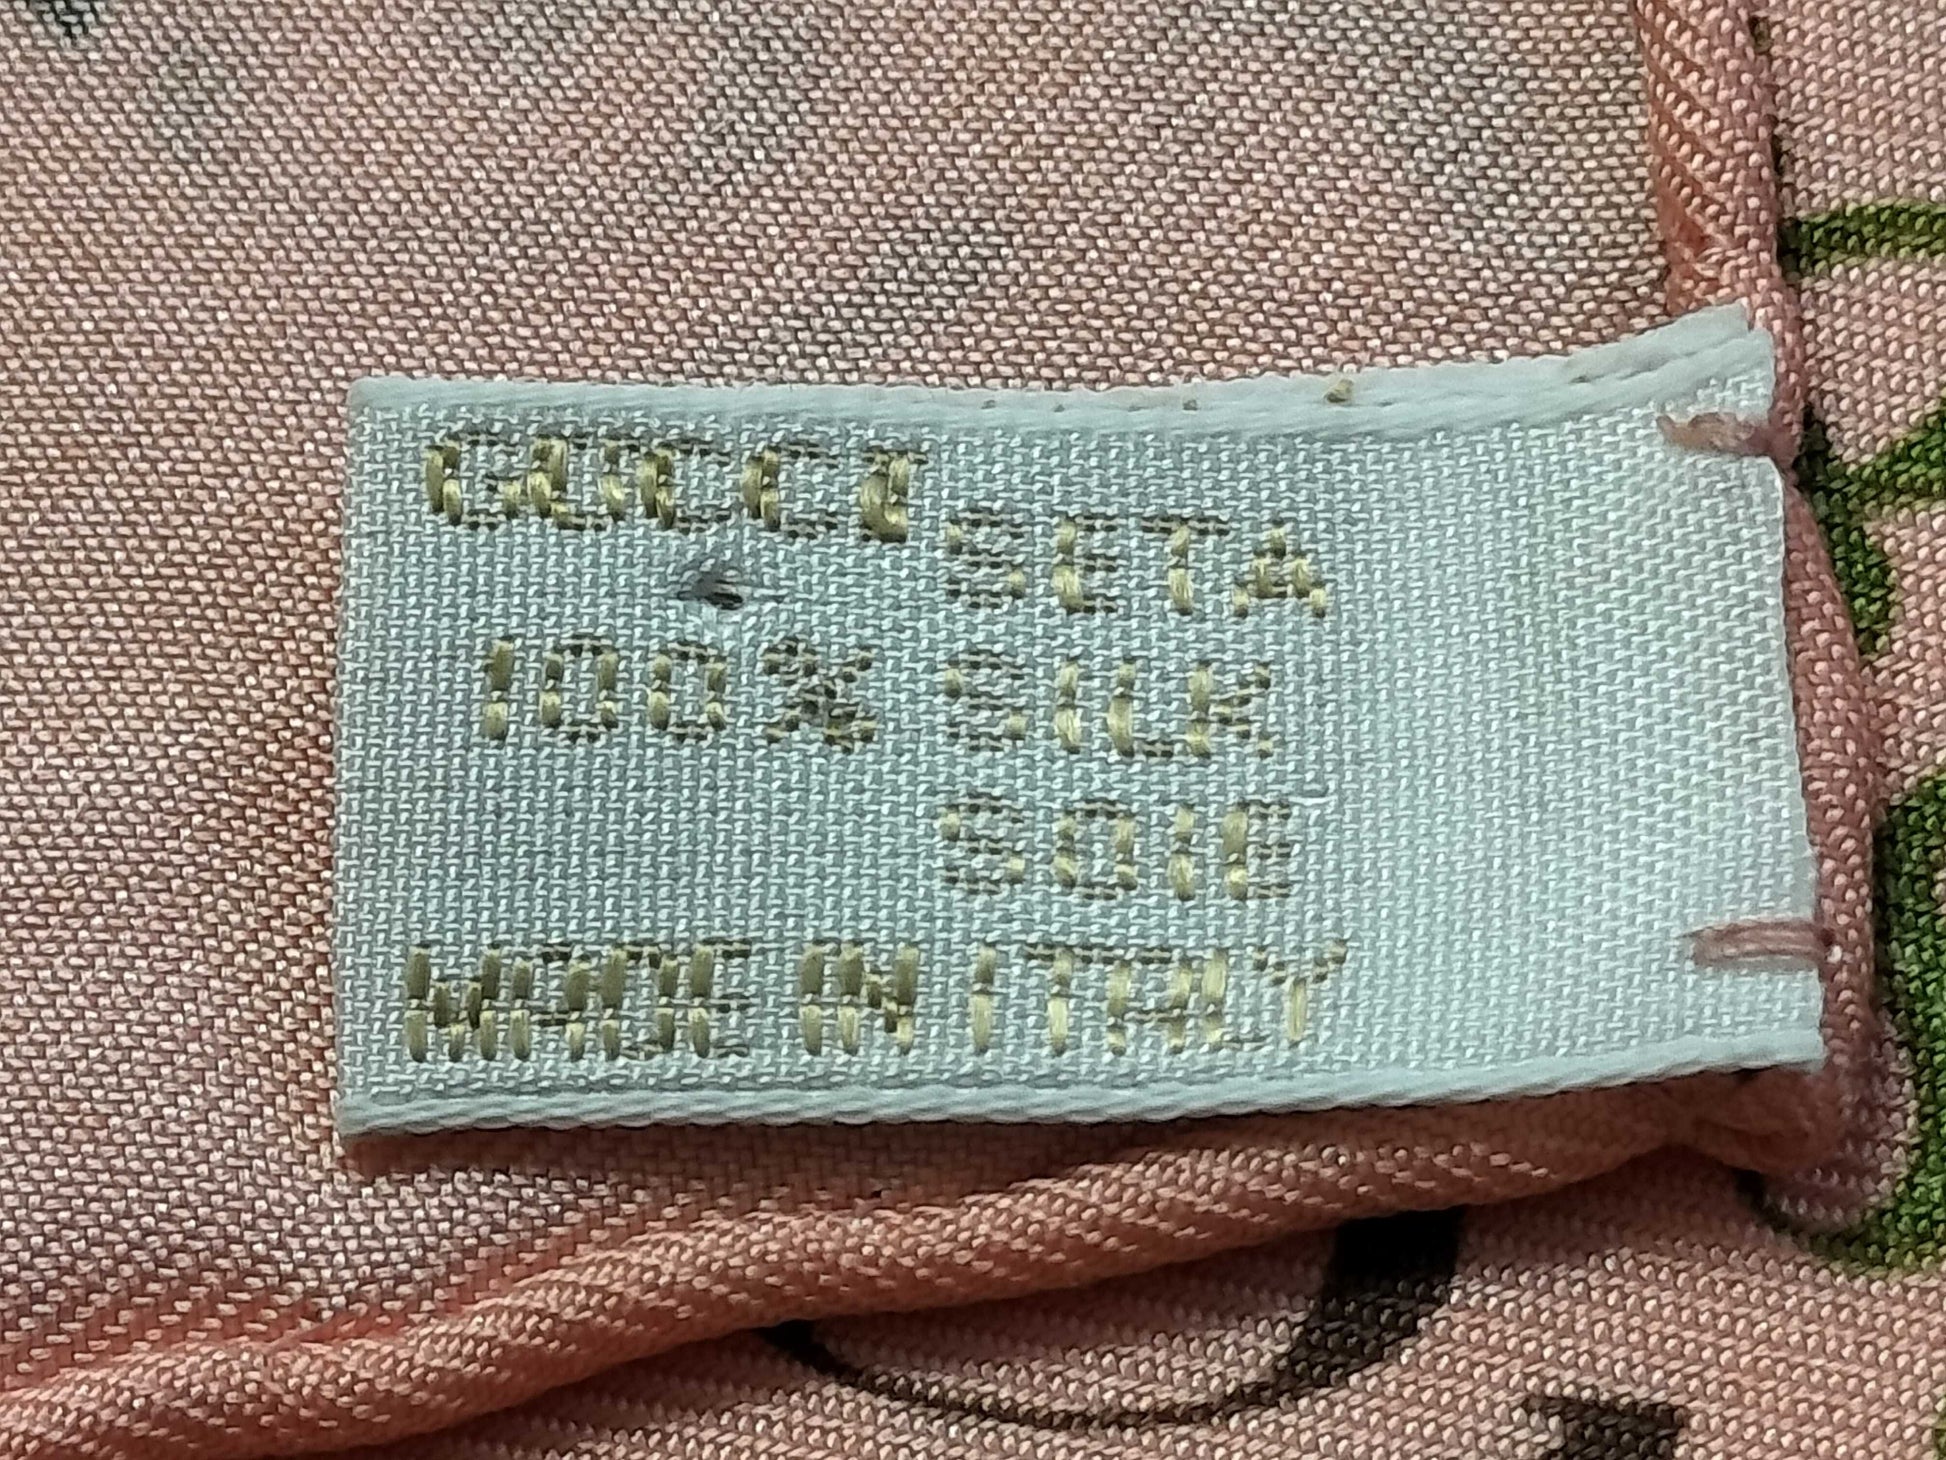 GUCCI
SETA
100% SILK
SOIE
MADE IN ITALY